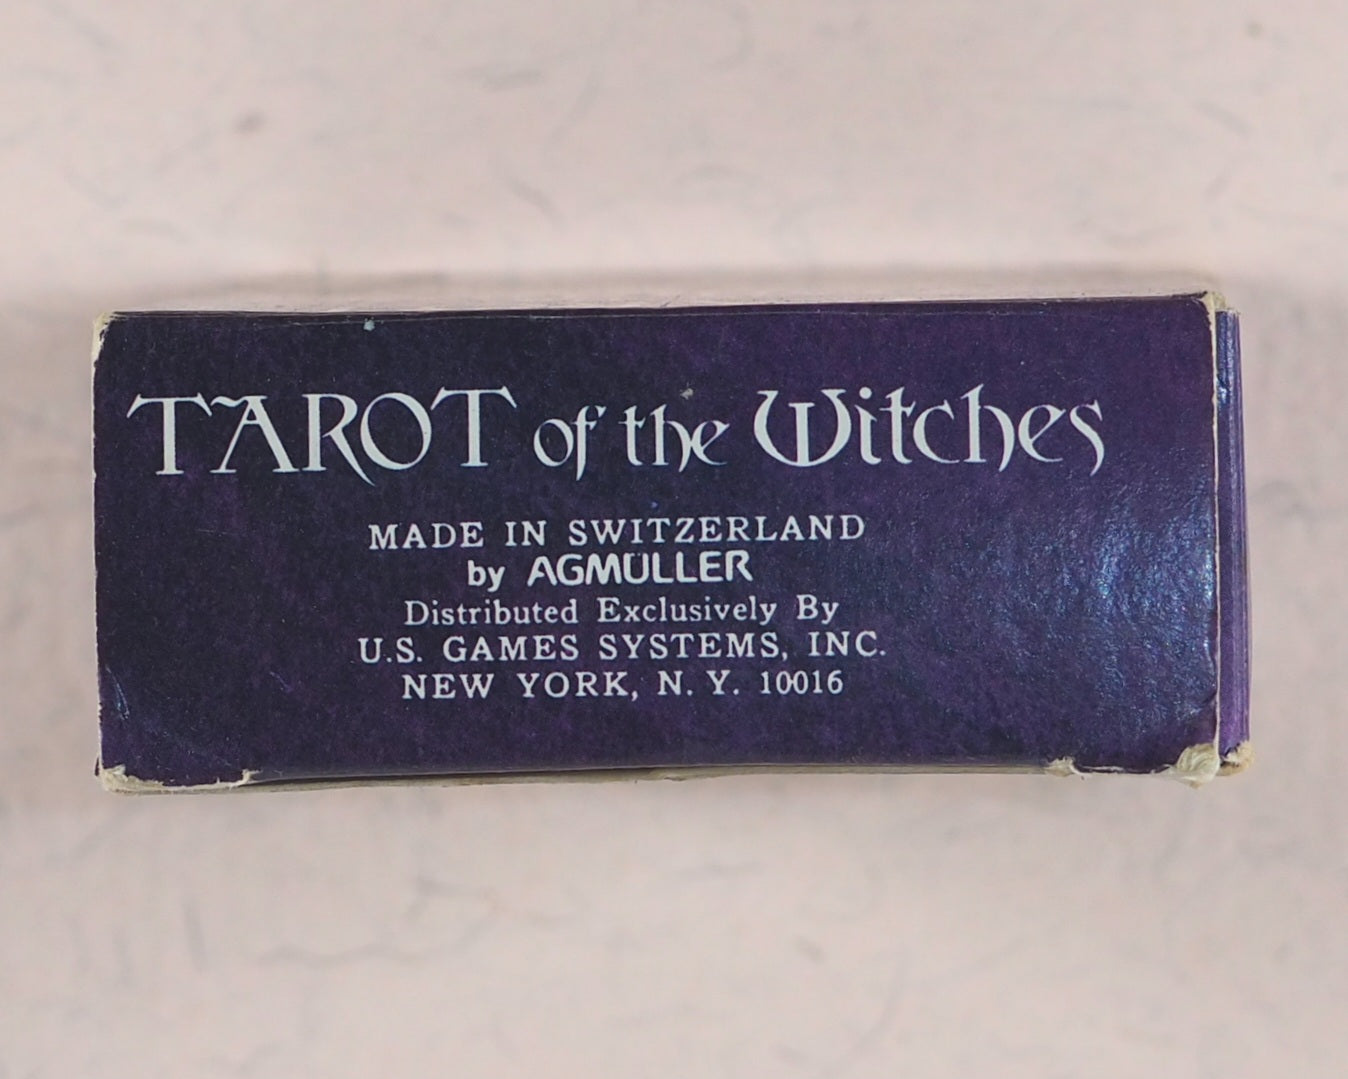 TAROT of the Witches
MADE IN SWITZERLAND
by AGMÜLLER
Distributed Exclusively By
U.S. GAMES SYSTEMS, INC.
NEW YORK, N. Y. 10016